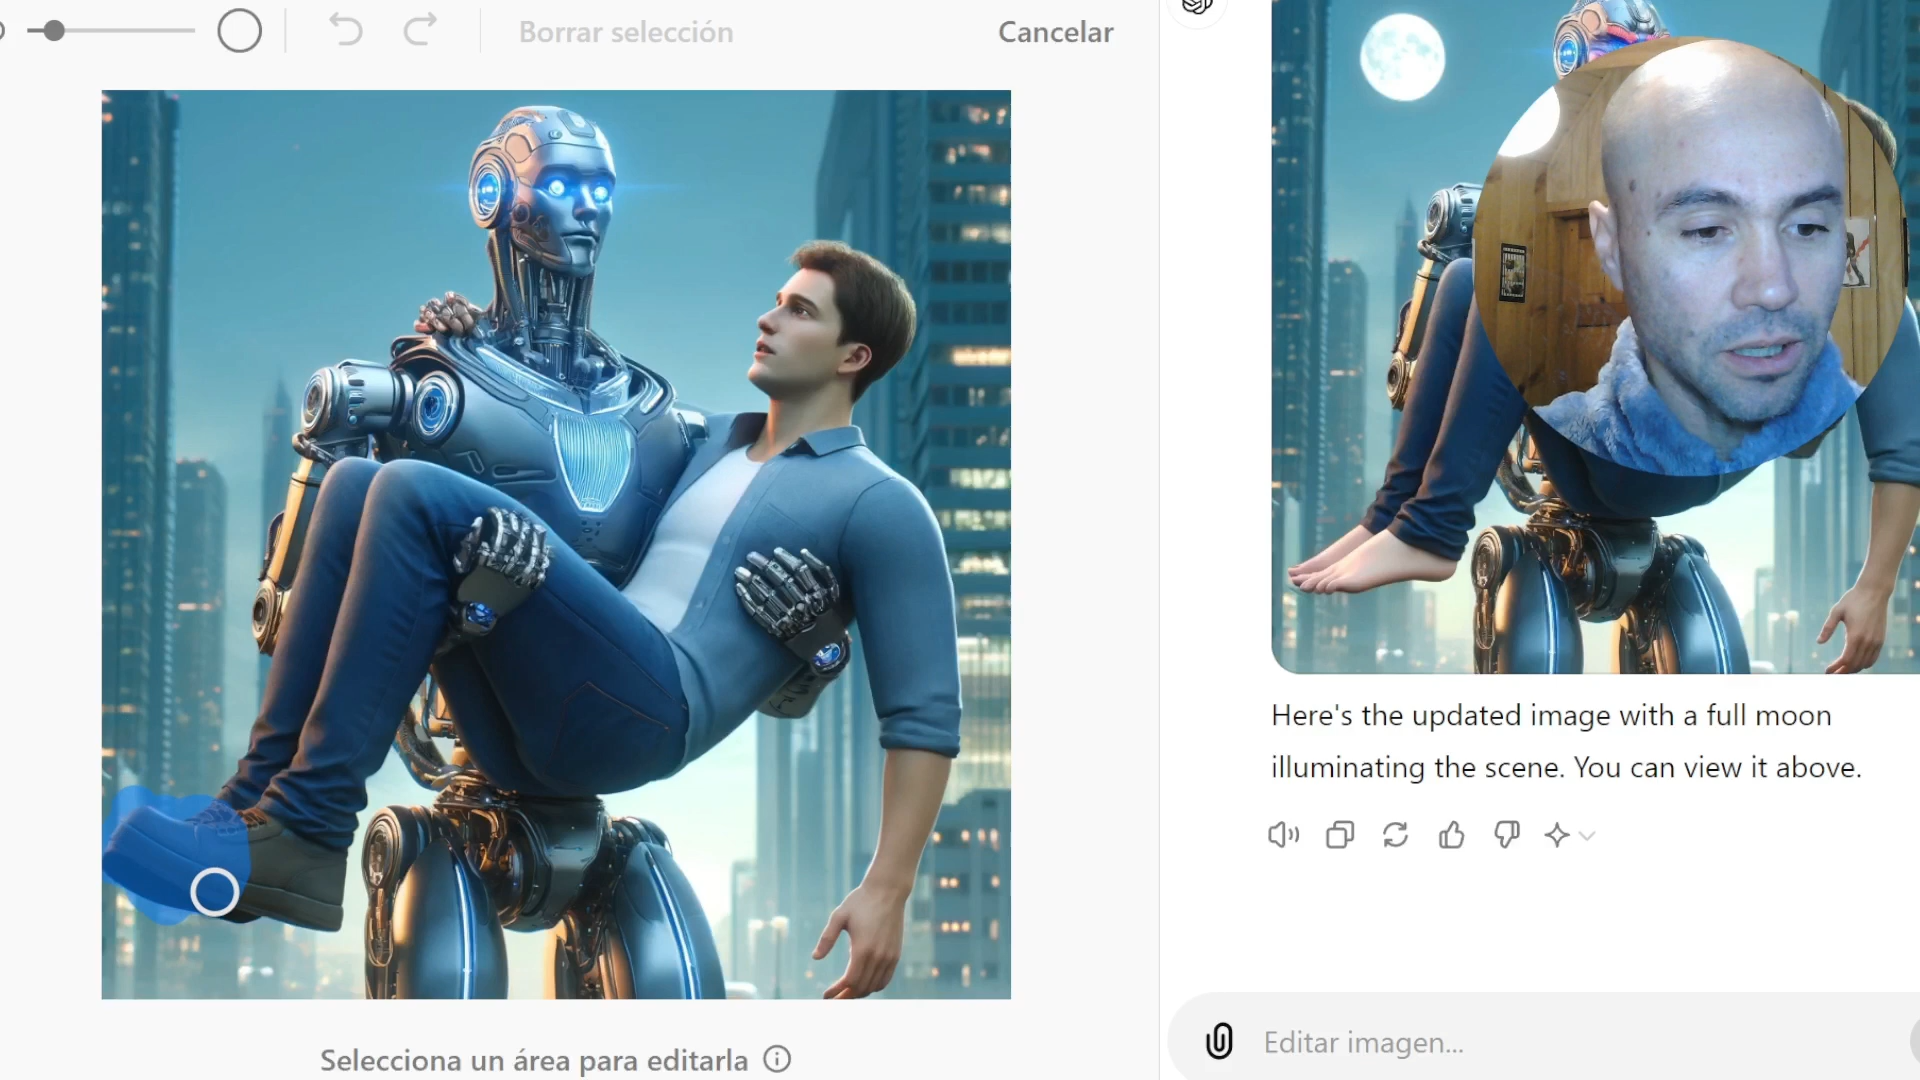 Borrar selección
Cancelar
Selecciona un área para editarla
Here's the updated image with a full moon
illuminating the scene. You can view it above.
Editar imagen...